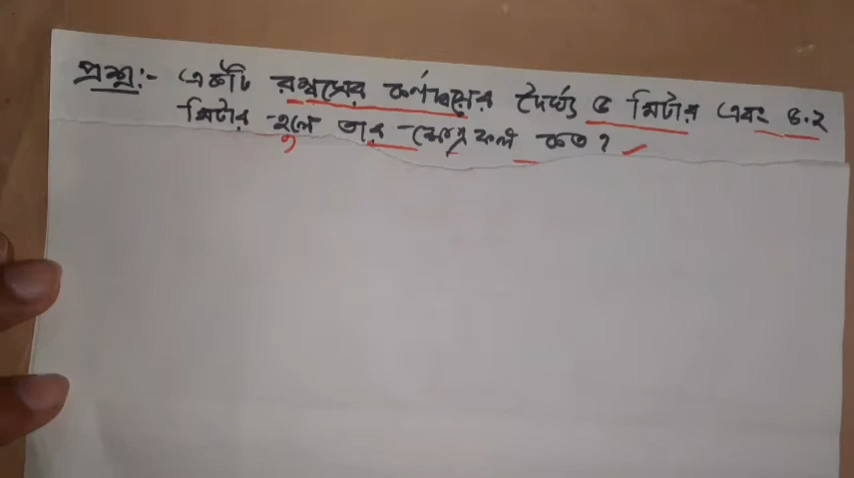 প্রশ্ন:- একটি রম্বসের কর্ণদ্বয়ের দৈর্ঘ্য ৫ মিটার এবং ৪.২
মিটার হলে তার ক্ষেত্রফল কত?